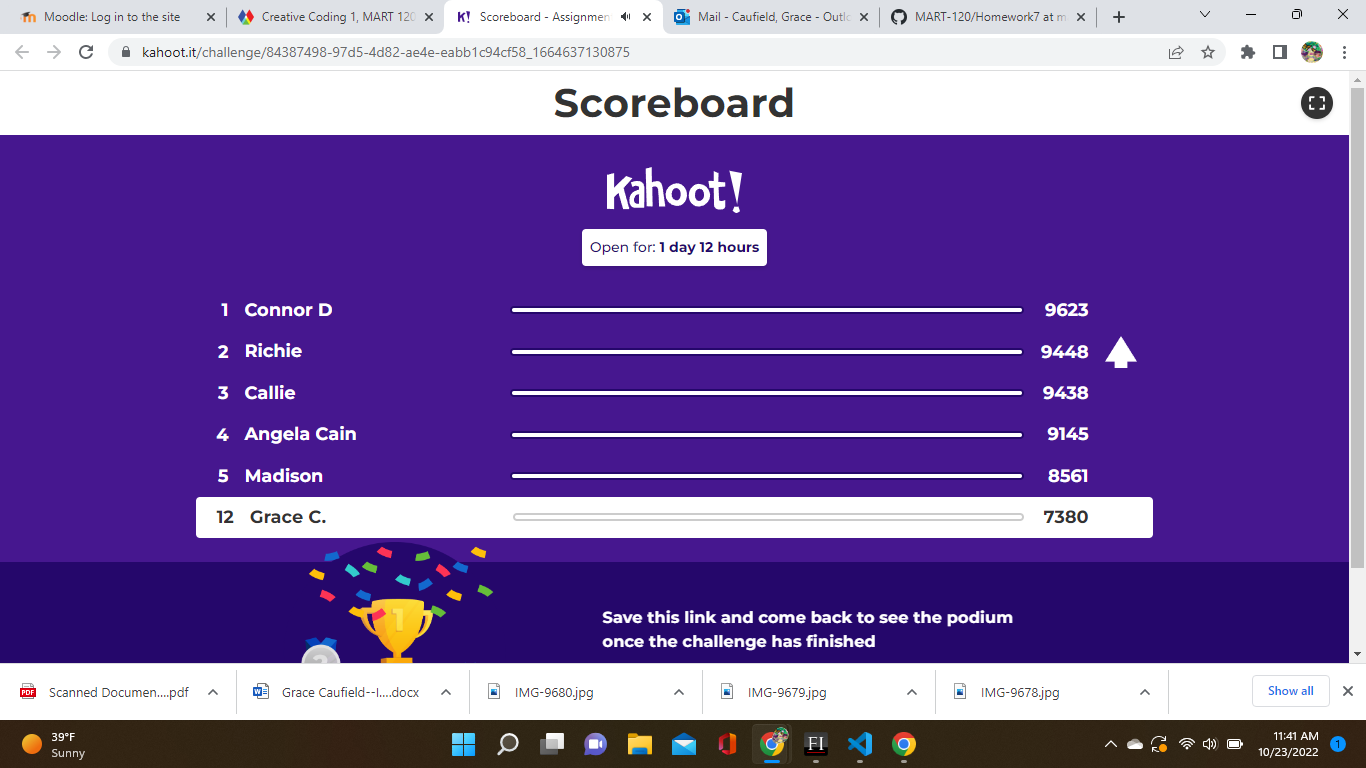 Moodle: Log in to the site
Creative Coding 1, MART 120
K! Scoreboard - Assignmen
Mail - Caufield, Grace - Outlo
MART-120/Homework7 at m
kahoot.it/challenge/84387498-97d5-4d82-ae4e-eabb1c94cf58_1664637130875
Scoreboard
Kahoot!
Open for: 1 day 12 hours
1 Connor D 9623
2 Richie 9448
3 Callie 9438
4 Angela Cain 9145
5 Madison 8561
12 Grace C. 7380
1
2
Save this link and come back to see the podium
once the challenge has finished
PDF Scanned Documen....pdf
W Grace Caufield--I....docx
IMG-9680.jpg
IMG-9679.jpg
IMG-9678.jpg
Show all
39°F
Sunny
FI
11:41 AM
10/23/2022
1